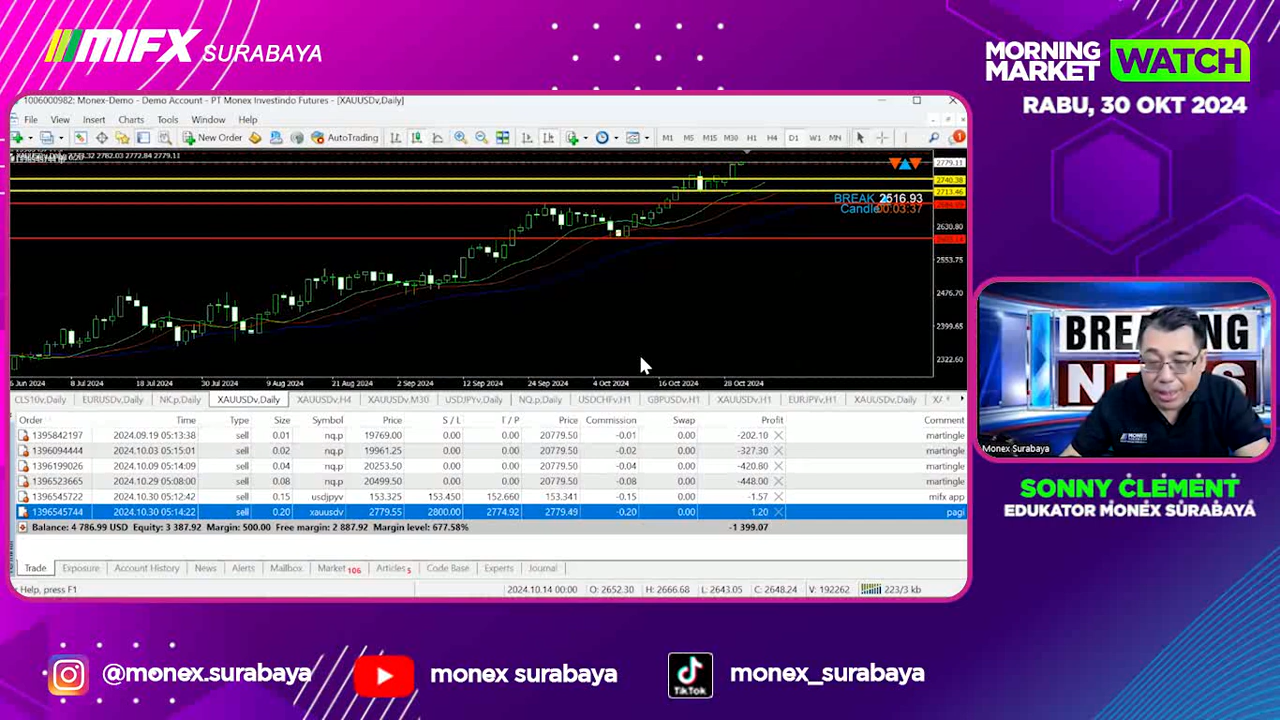 MIFX SURABAYA
MORNING MARKET WATCH
RABU, 30 OKT 2024
1006000982: Monex-Demo - Demo Account - PT Monex Investindo Futures - [XAUUSDv,Daily]
File View Insert Charts Tools Window Help
New Order AutoTrading M1 M5 M15 M30 H1 H4 D1 W1 MN
2782.03 2772.84 2779.11
2779.11
2740.38
2713.46
BREAK 2516.93
Candle 00:03:37
2630.80
2553.75
2476.70
2399.65
2322.60
6 Jun 2024 8 Jul 2024 18 Jul 2024 30 Jul 2024 9 Aug 2024 21 Aug 2024 2 Sep 2024 12 Sep 2024 24 Sep 2024 4 Oct 2024 16 Oct 2024 28 Oct 2024
CLS10v,Daily EURUSDv,Daily NK.p,Daily XAUUSDv,Daily XAUUSDv,H4 XAUUSDv,M30 USDJPYv,Daily NQ.p,Daily USDCHFv,H1 GBPUSDv,H1 XAUUSDv,H1 EURJPYv,H1 XAUUSDv,Daily
Order Time Type Size Symbol Price S / L T / P Price Commission Swap Profit Comment
1395842197 2024.09.19 05:13:38 sell 0.01 nq.p 19769.00 0.00 0.00 20779.50 -0.01 0.00 -202.10 martingle
1396094444 2024.10.03 05:15:01 sell 0.02 nq.p 19961.25 0.00 0.00 20779.50 -0.02 0.00 -327.30 martingle
1396199026 2024.10.09 05:14:09 sell 0.04 nq.p 20253.50 0.00 0.00 20779.50 -0.04 0.00 -420.80 martingle
1396523665 2024.10.29 05:08:00 sell 0.08 nq.p 20499.50 0.00 0.00 20779.50 -0.08 0.00 -448.00 martingle
1396545722 2024.10.30 05:12:42 sell 0.15 usdjpyv 153.325 153.450 117.660 153.341 -0.15 0.00 -1.57 mifx app
1396545744 2024.10.30 05:14:22 sell 0.20 xauusdv 2779.55 2800.00 2774.92 2779.49 -0.20 0.00 1.20 pagi
Balance: 4 786.99 USD Equity: 3 387.92 Margin: 500.00 Free margin: 2 887.92 Margin level: 677.58% -1 399.07
Trade Exposure Account History News Alerts Mailbox Market 106 Articles 5 Code Base Experts Journal
Help, press F1 2024.10.14 00:00 O: 2652.30 H: 2666.68 L: 2643.05 C: 2648.24 V: 192262 223/3 kb
BREAKING
NEWS
Monex Surabaya
SONNY CLEMENT
EDUKATOR MONEX SURABAYA
@monex.surabaya
monex surabaya
TikTok
monex_surabaya